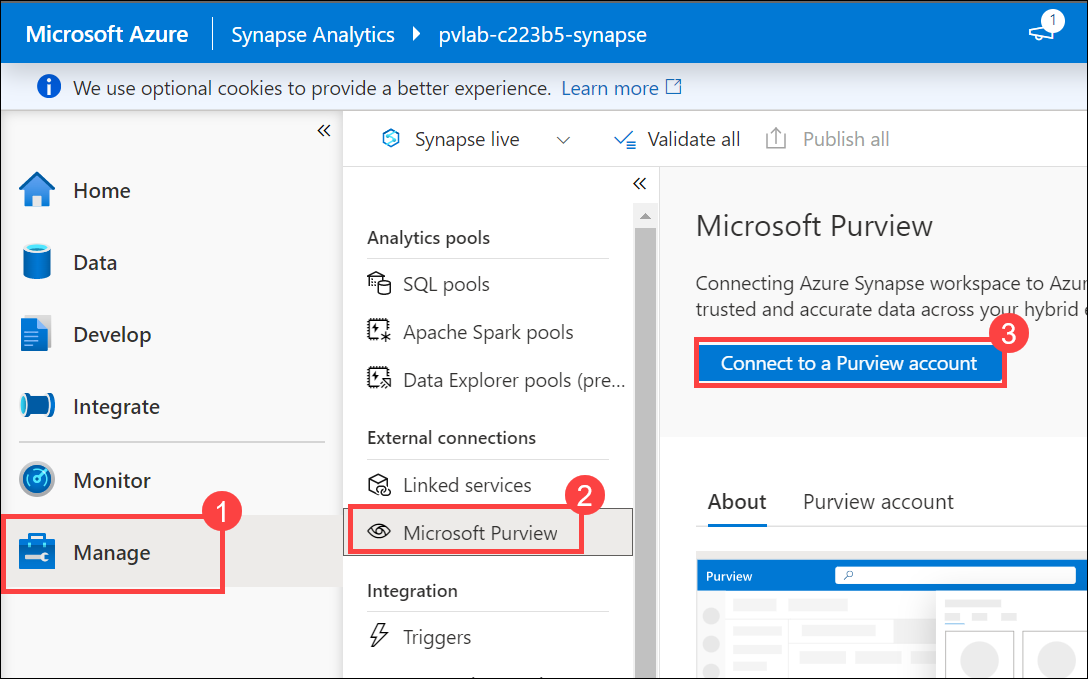 Microsoft Azure
Synapse Analytics
pvlab-c223b5-synapse
1
We use optional cookies to provide a better experience. Learn more
«
Home
Data
Develop
Integrate
Monitor
1
Manage
Synapse live
Validate all
Publish all
«
Analytics pools
SQL pools
Apache Spark pools
Data Explorer pools (pre...
External connections
Linked services
2
Microsoft Purview
Integration
Triggers
Microsoft Purview
Connecting Azure Synapse workspace to Azur
trusted and accurate data across your hybrid e
3
Connect to a Purview account
About
Purview account
Purview